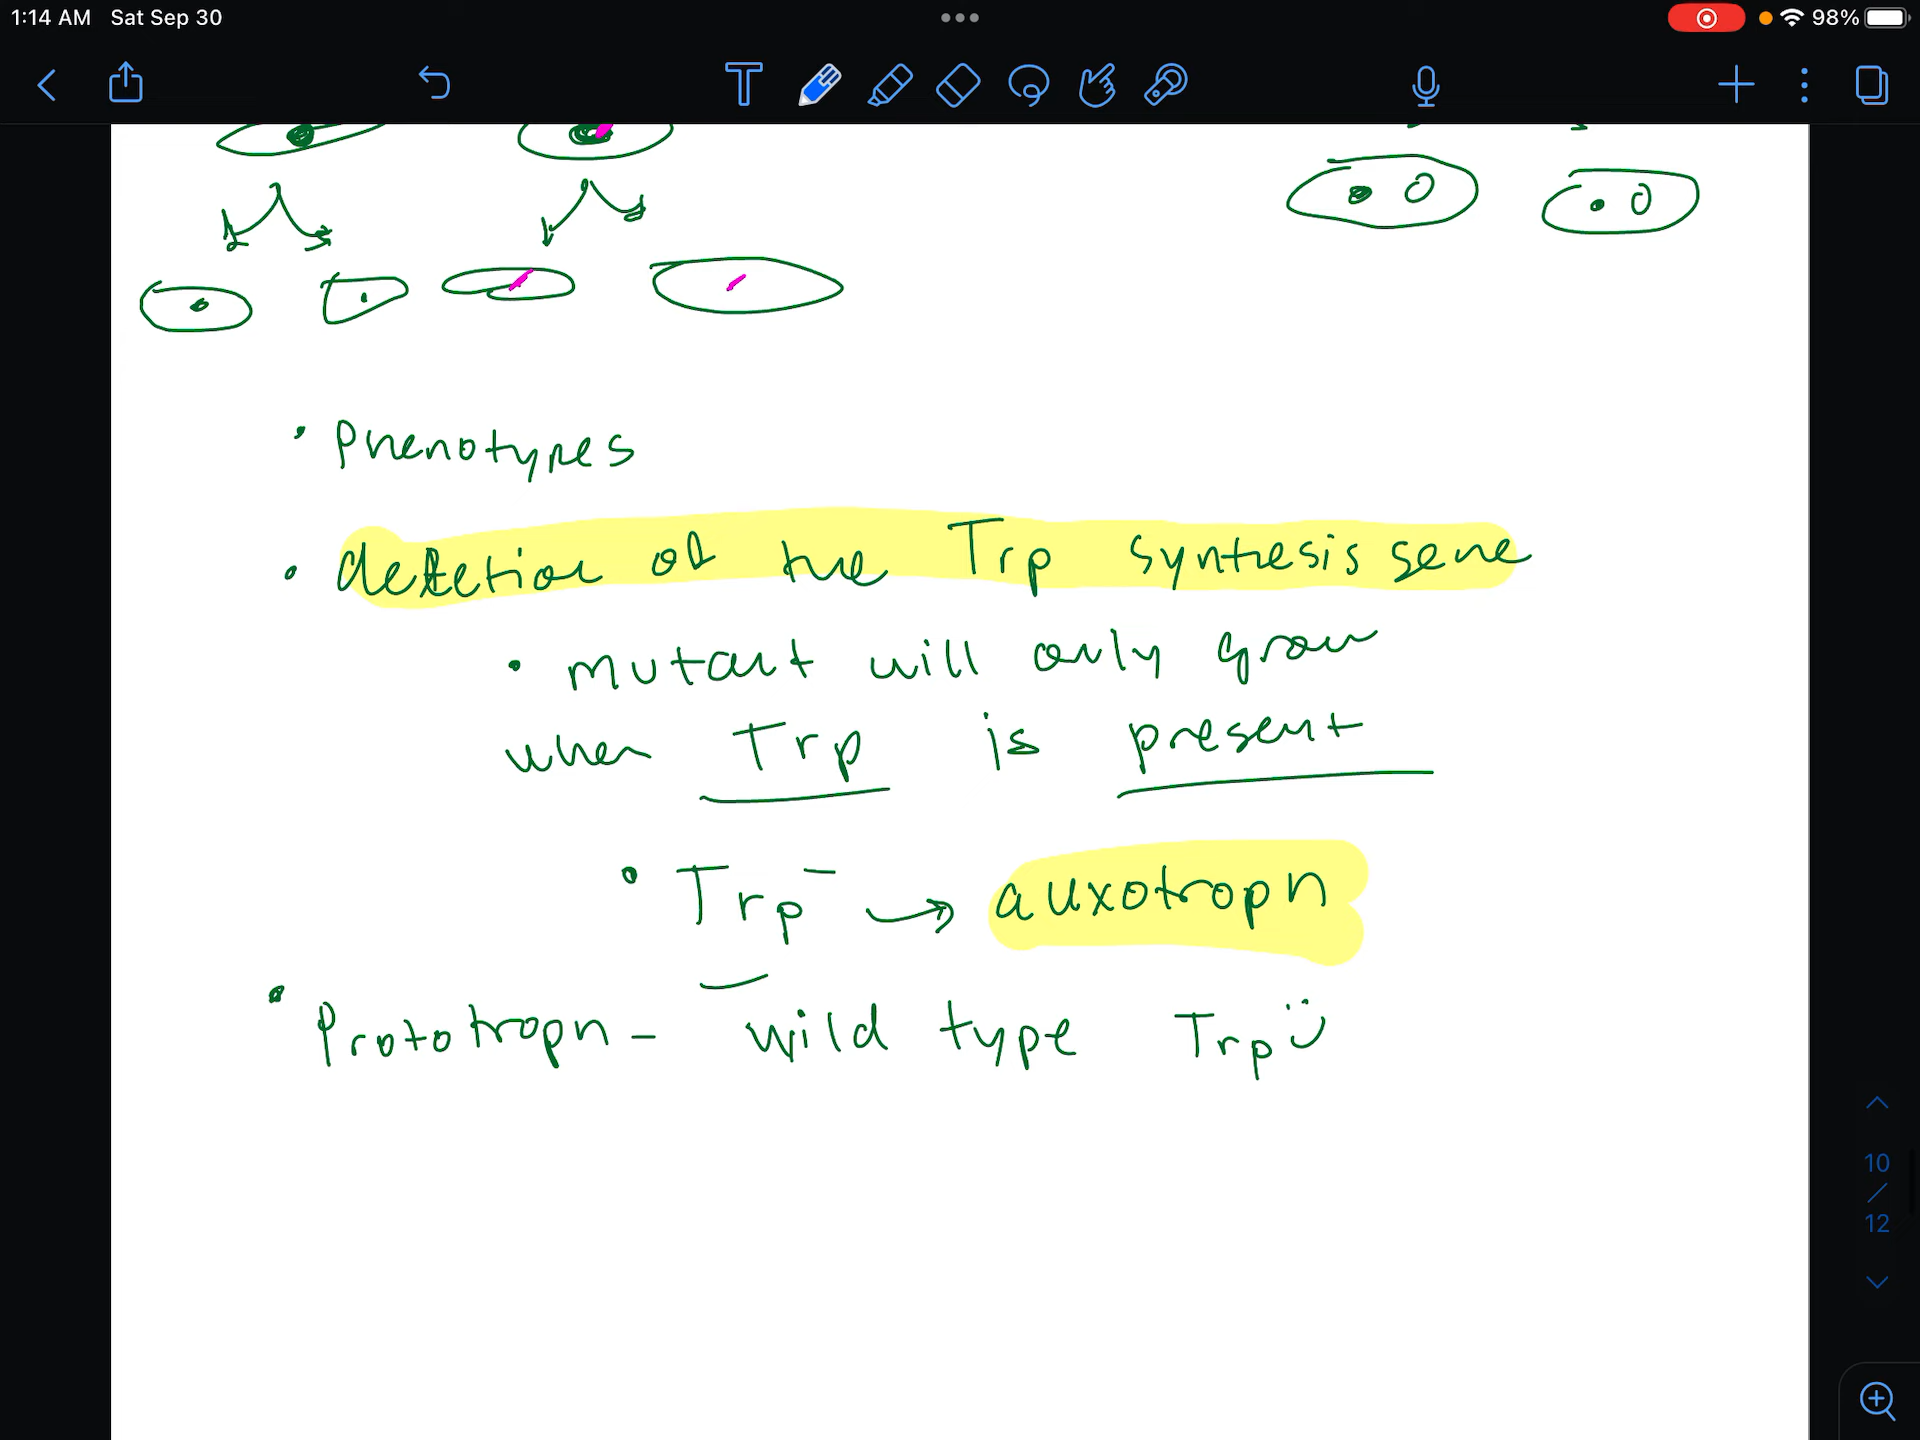 1:14 AM Sat Sep 30
98%
• Phenotypes
• deletion of the Trp synthesis gene
• mutant will only grow
when Trp is present
• Trp⁻ → auxotroph
• Prototroph - wild type Trp
10
/
12